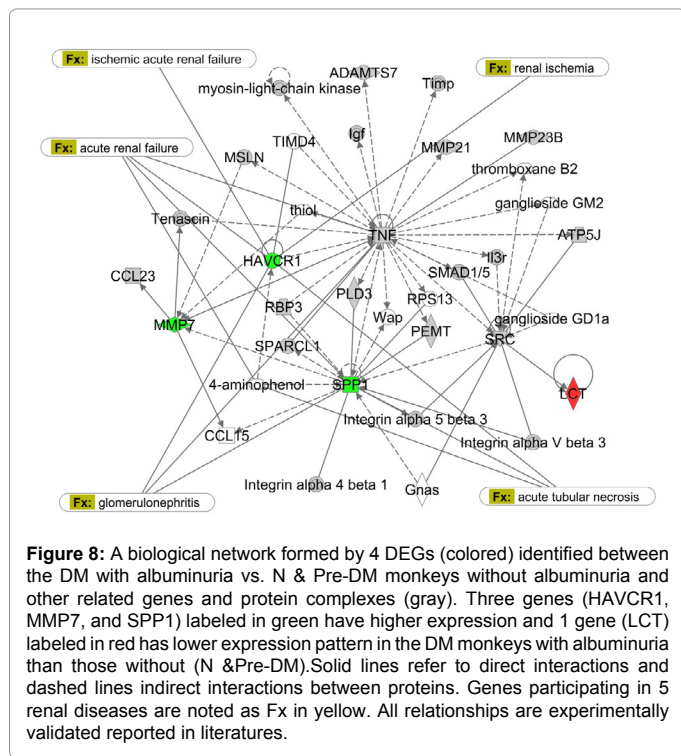 Fx: ischemic acute renal failure
ADAMTS7
Fx: renal ischemia
myosin-light-chain kinase
Timp
Fx: acute renal failure
TIMD4
Igf
MMP21
MMP23B
MSLN
thromboxane B2
thiol
ganglioside GM2
Tenascin
TNF
ATP5J
HAVCR1
Il3r
CCL23
SMAD1/5
RBP3
PLD3
RPS13
MMP7
Wap
ganglioside GD1a
SPARCL1
PEMT
SRC
4-aminophenol
SPP1
LCT
Integrin alpha 5 beta 3
CCL15
Integrin alpha V beta 3
Integrin alpha 4 beta 1
Gnas
Fx: glomerulonephritis
Fx: acute tubular necrosis
Figure 8: A biological network formed by 4 DEGs (colored) identified between
the DM with albuminuria vs. N & Pre-DM monkeys without albuminuria and
other related genes and protein complexes (gray). Three genes (HAVCR1,
MMP7, and SPP1) labeled in green have higher expression and 1 gene (LCT)
labeled in red has lower expression pattern in the DM monkeys with albuminuria
than those without (N &Pre-DM).Solid lines refer to direct interactions and
dashed lines indirect interactions between proteins. Genes participating in 5
renal diseases are noted as Fx in yellow. All relationships are experimentally
validated reported in literatures.